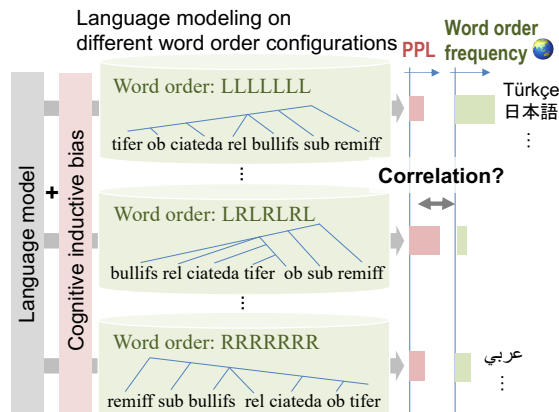 Language modeling on
different word order configurations
PPL
Word order
frequency
Language model
+
Cognitive inductive bias
Word order: LLLLLLL
tifer ob ciateda rel bullifs sub remiff
Türkçe
日本語
⋮
⋮
Correlation?
Word order: LRLRLRL
bullifs rel ciateda tifer ob sub remiff
⋮
Word order: RRRRRRR
remiff sub bullifs rel ciateda ob tifer
عربي
⋮